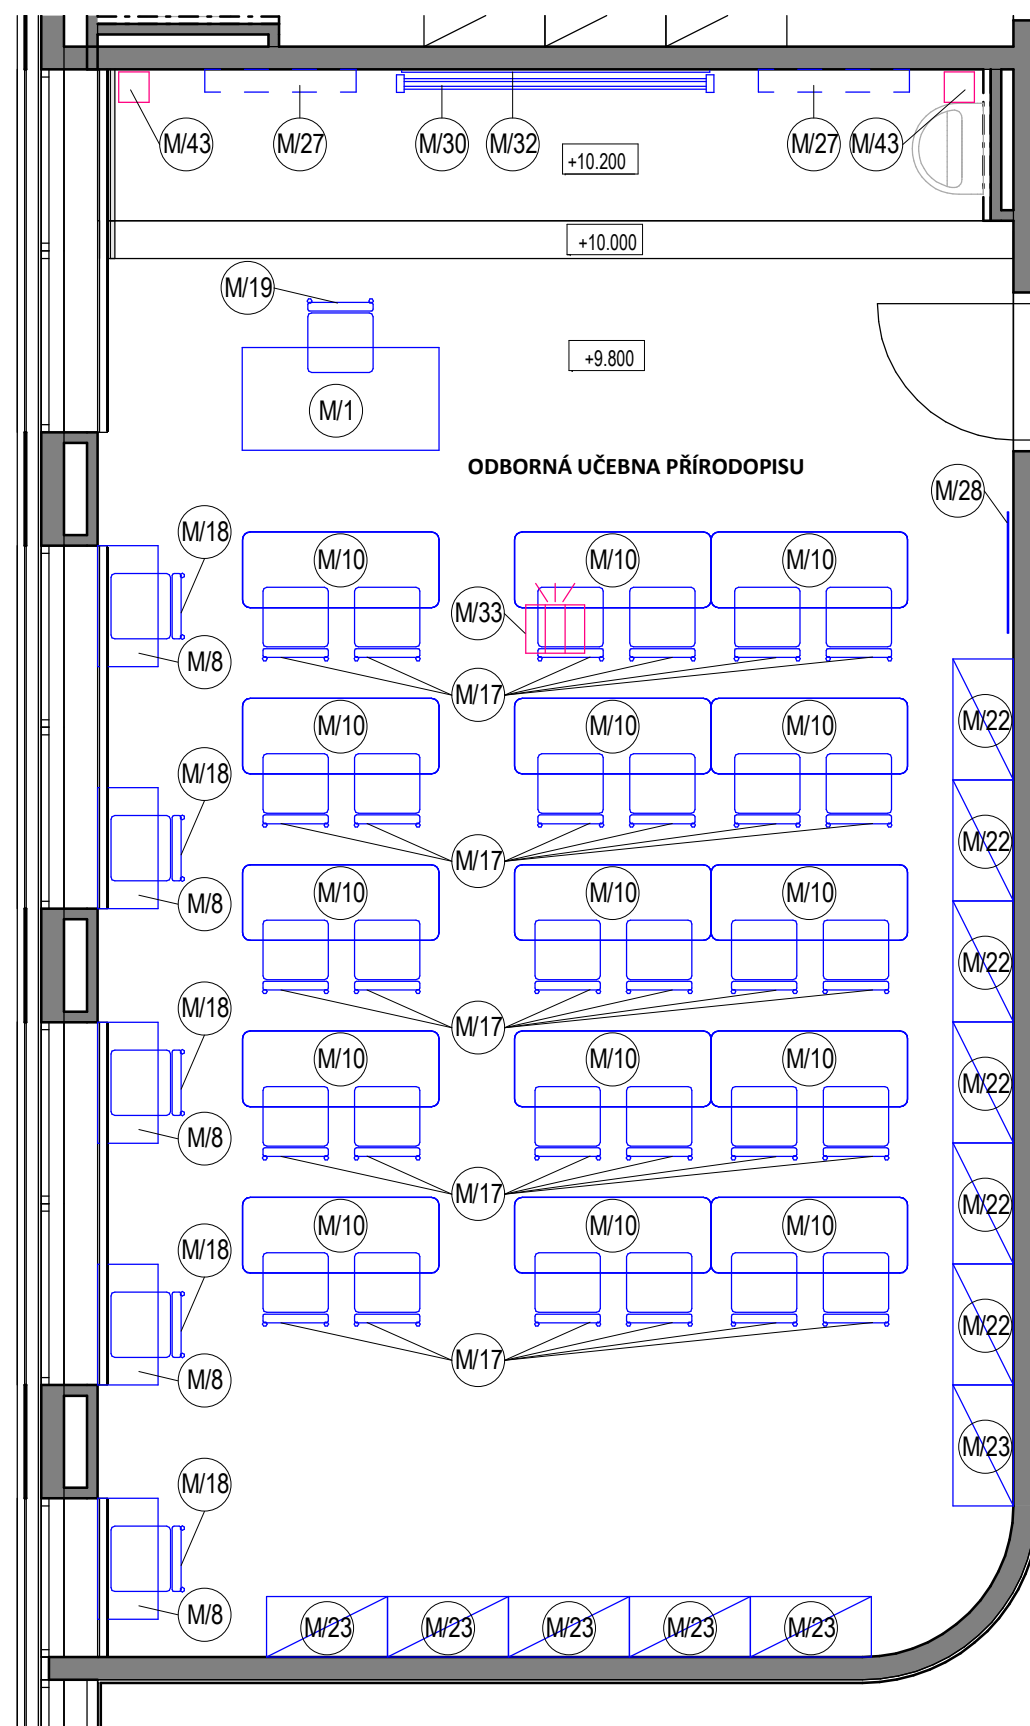 M/43 M/27 M/30 M/32 M/27 M/43
+10.200
+10.000
M/19
+9.800
M/1
ODBORNÁ UČEBNA PŘÍRODOPISU
M/28
M/18
M/10 M/10 M/10
M/33
M/8
M/17
M/22
M/10 M/10 M/10
M/18
M/22
M/17
M/10 M/10 M/10
M/8
M/22
M/18
M/17
M/10 M/10 M/10
M/22
M/8
M/17
M/22
M/10 M/10 M/10
M/18
M/22
M/17
M/8
M/23
M/18
M/8
M/23 M/23 M/23 M/23 M/23